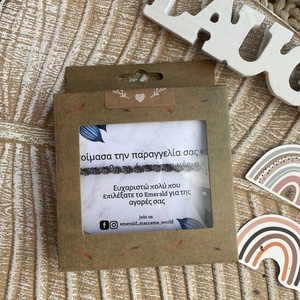 οίμασα την παραγγελία σας κ
Ευχαριστώ πολύ που
επιλέξατε το Emerald για τις
αγορές σας
Join us
emerald_macrame_world